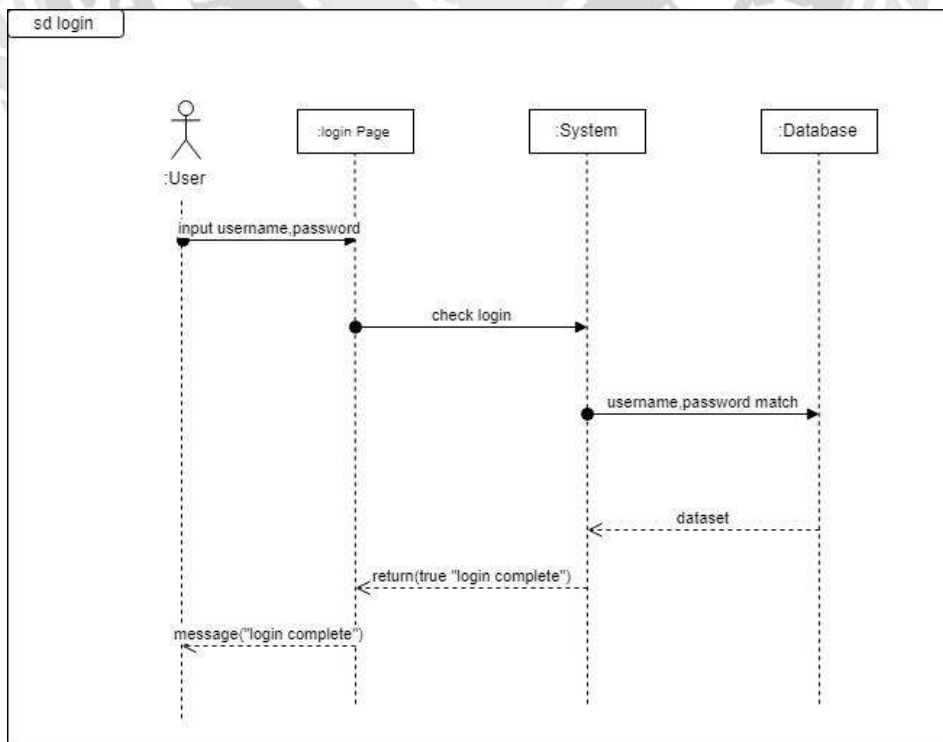 sd login
:User
:login Page
:System
:Database
input username,password
check login
username,password match
dataset
return(true "login complete")
message("login complete")